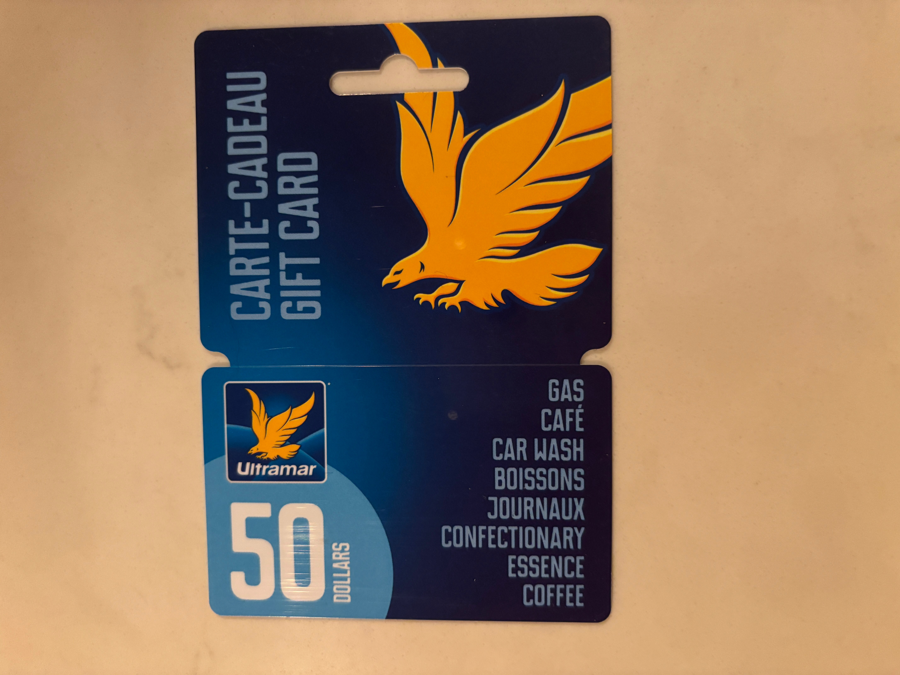 CARTE-CADEAU
GIFT CARD
Ultramar
50
DOLLARS
GAS
CAFÉ
CAR WASH
BOISSONS
JOURNAUX
CONFECTIONARY
ESSENCE
COFFEE